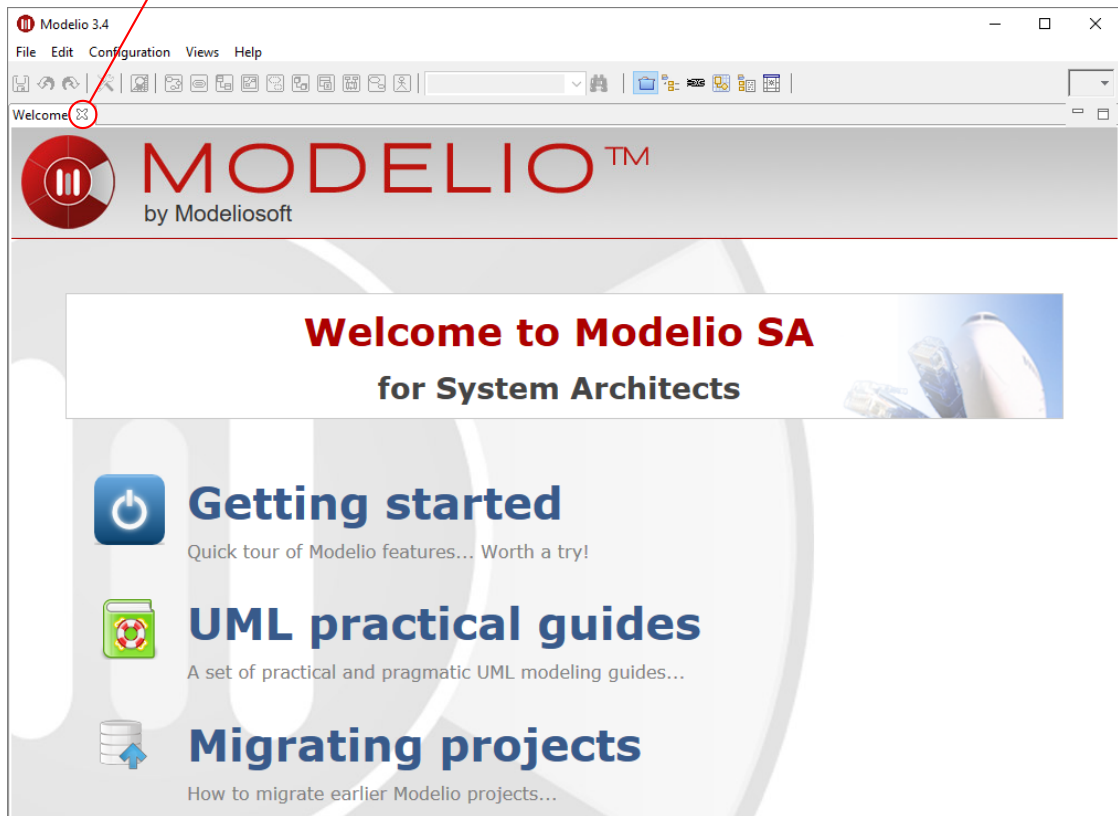 Modelio 3.4
File Edit Configuration Views Help
Welcome
MODELIO™
by Modeliosoft
Welcome to Modelio SA
for System Architects
Getting started
Quick tour of Modelio features... Worth a try!
UML practical guides
A set of practical and pragmatic UML modeling guides...
Migrating projects
How to migrate earlier Modelio projects...